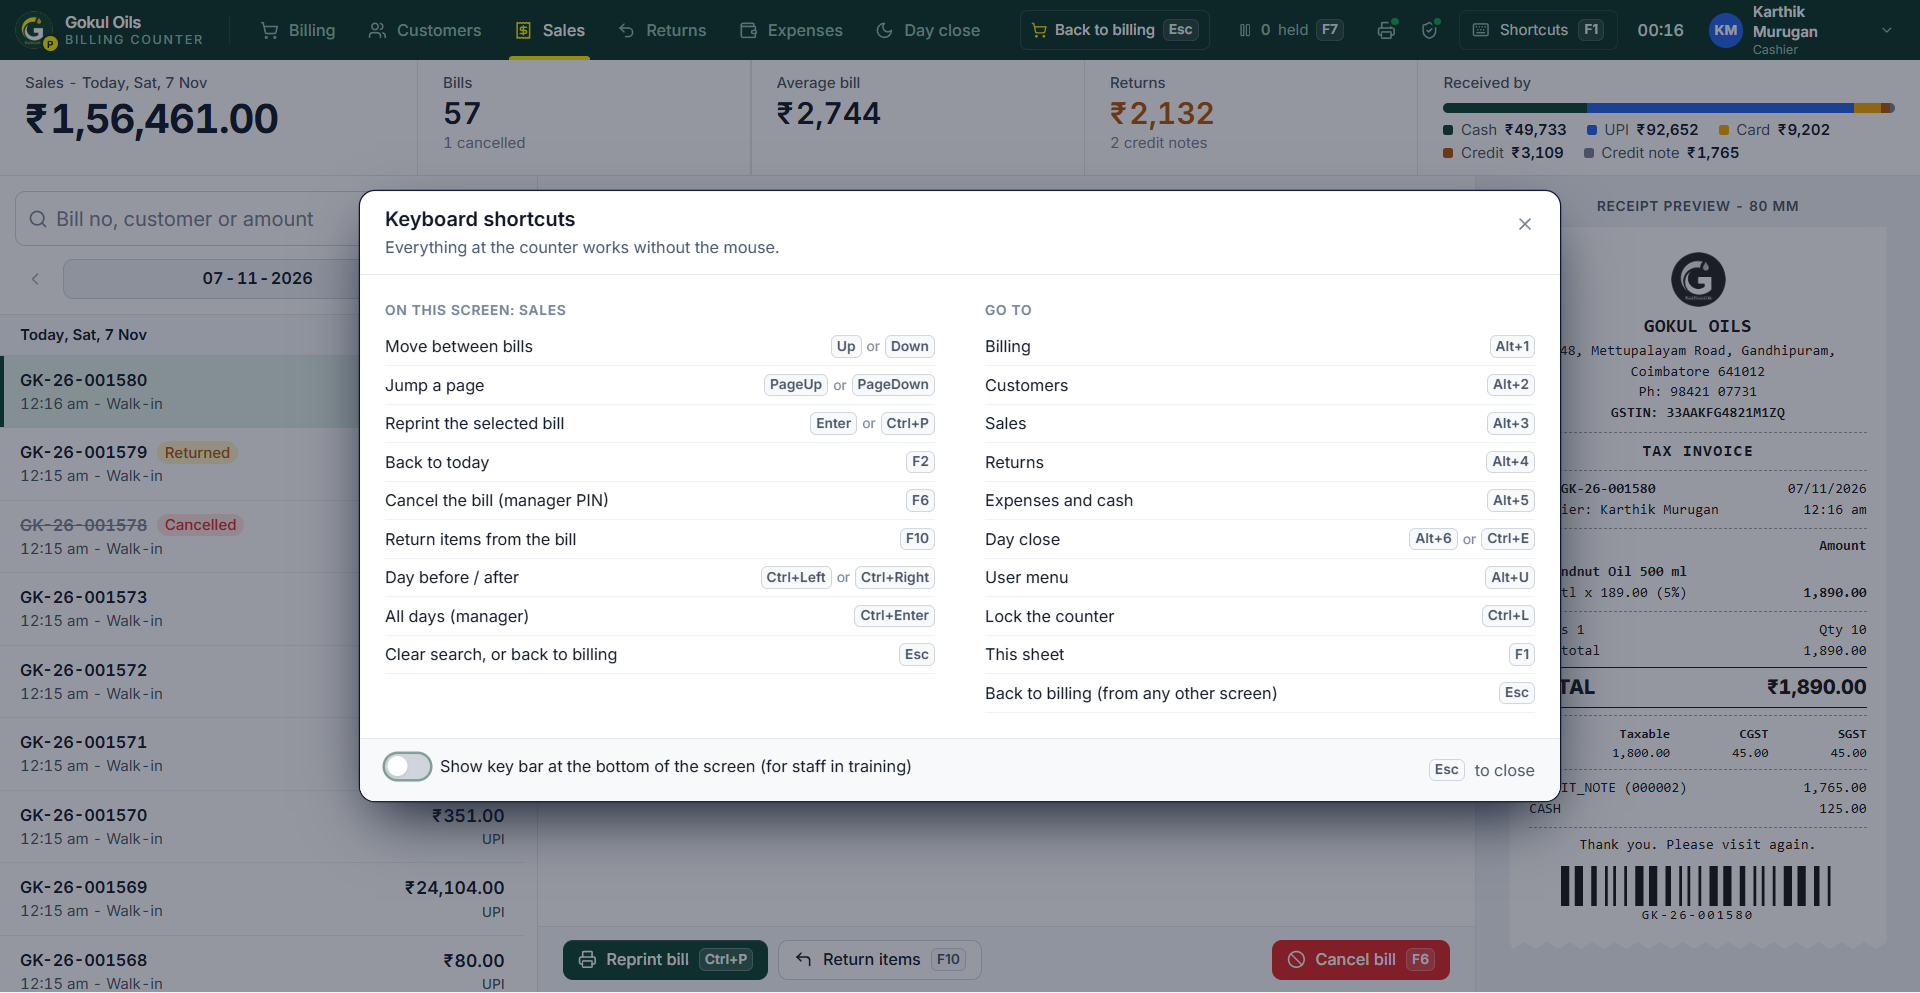 Gokul Oils
BILLING COUNTER
Billing
Customers
Sales
Returns
Expenses
Day close
Back to billing Esc
0 held F7
Shortcuts F1
00:16
KM
Karthik Murugan
Cashier
Sales - Today, Sat, 7 Nov
₹1,56,461.00
Bills
57
1 cancelled
Average bill
₹2,744
Returns
₹2,132
2 credit notes
Received by
Cash ₹49,733 UPI ₹92,652 Card ₹9,202
Credit ₹3,109 Credit note ₹1,765
Bill no, customer or amount
07-11-2026
Today, Sat, 7 Nov
GK-26-001580
12:16 am - Walk-in
GK-26-001579 Returned
12:15 am - Walk-in
GK-26-001578 Cancelled
12:15 am - Walk-in
GK-26-001573
12:15 am - Walk-in
GK-26-001572
12:15 am - Walk-in
GK-26-001571
12:15 am - Walk-in
GK-26-001570 ₹351.00
12:15 am - Walk-in UPI
GK-26-001569 ₹24,104.00
12:15 am - Walk-in UPI
GK-26-001568 ₹80.00
12:15 am - Walk-in UPI
Keyboard shortcuts
Everything at the counter works without the mouse.
ON THIS SCREEN: SALES
Move between bills Up or Down
Jump a page PageUp or PageDown
Reprint the selected bill Enter or Ctrl+P
Back to today F2
Cancel the bill (manager PIN) F6
Return items from the bill F10
Day before / after Ctrl+Left or Ctrl+Right
All days (manager) Ctrl+Enter
Clear search, or back to billing Esc
GO TO
Billing Alt+1
Customers Alt+2
Sales Alt+3
Returns Alt+4
Expenses and cash Alt+5
Day close Alt+6 or Ctrl+E
User menu Alt+U
Lock the counter Ctrl+L
This sheet F1
Back to billing (from any other screen) Esc
Show key bar at the bottom of the screen (for staff in training)
Esc to close
Reprint bill Ctrl+P
Return items F10
Cancel bill F6
RECEIPT PREVIEW - 80 MM
GOKUL OILS
48, Mettupalayam Road, Gandhipuram,
Coimbatore 641012
Ph: 98421 07731
GSTIN: 33AAKFG4821M1ZQ
TAX INVOICE
GK-26-001580 07/11/2026
ier: Karthik Murugan 12:16 am
Amount
ndnut Oil 500 ml
tl x 189.00 (5%) 1,890.00
s 1 Qty 10
total 1,890.00
TAL ₹1,890.00
Taxable CGST SGST
1,800.00 45.00 45.00
IT_NOTE (000002) 1,765.00
CASH 125.00
Thank you. Please visit again.
GK-26-001580